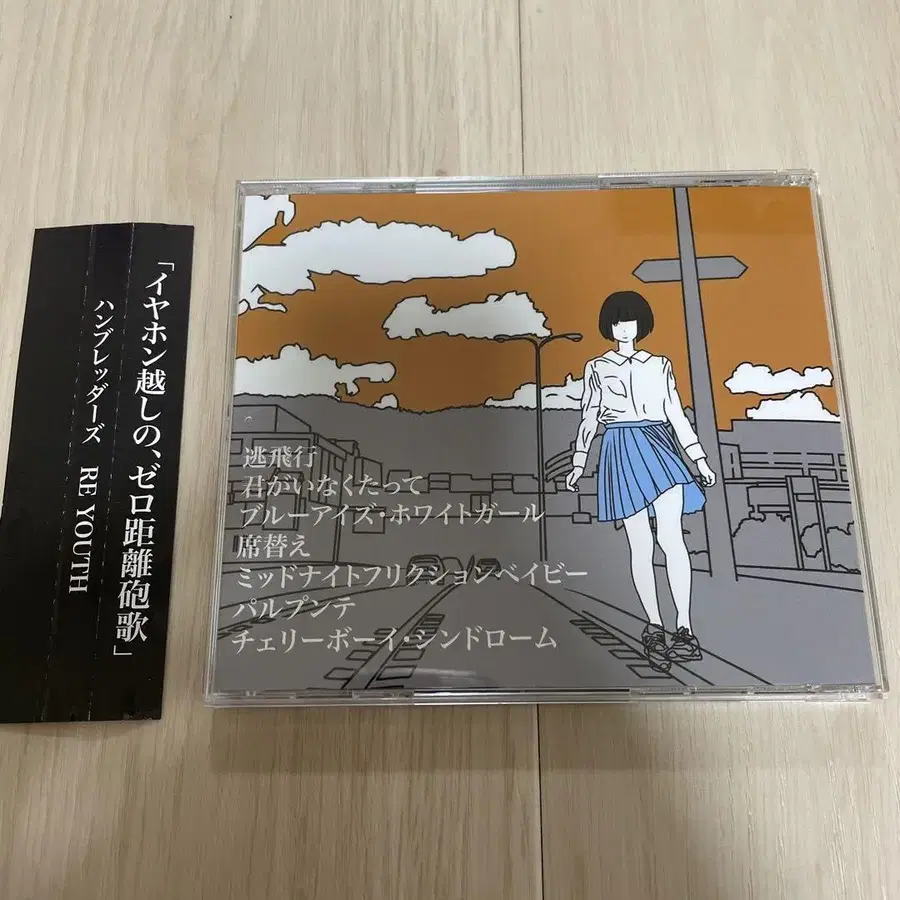 「イヤホン越しの、ゼロ距離砲歌」
ハンブレッダーズ RE YOUTH
逃飛行
君がいなくたって
ブルーアイズ・ホワイトガール
席替え
ミッドナイトフリクションベイビー
パルプンテ
チェリーボーイ・シンドローム